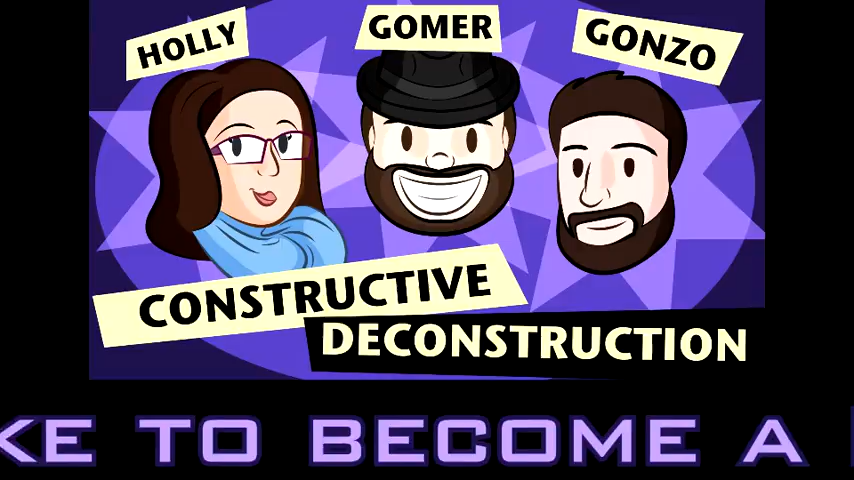 HOLLY
GOMER
GONZO
CONSTRUCTIVE
DECONSTRUCTION
TO BECOME A